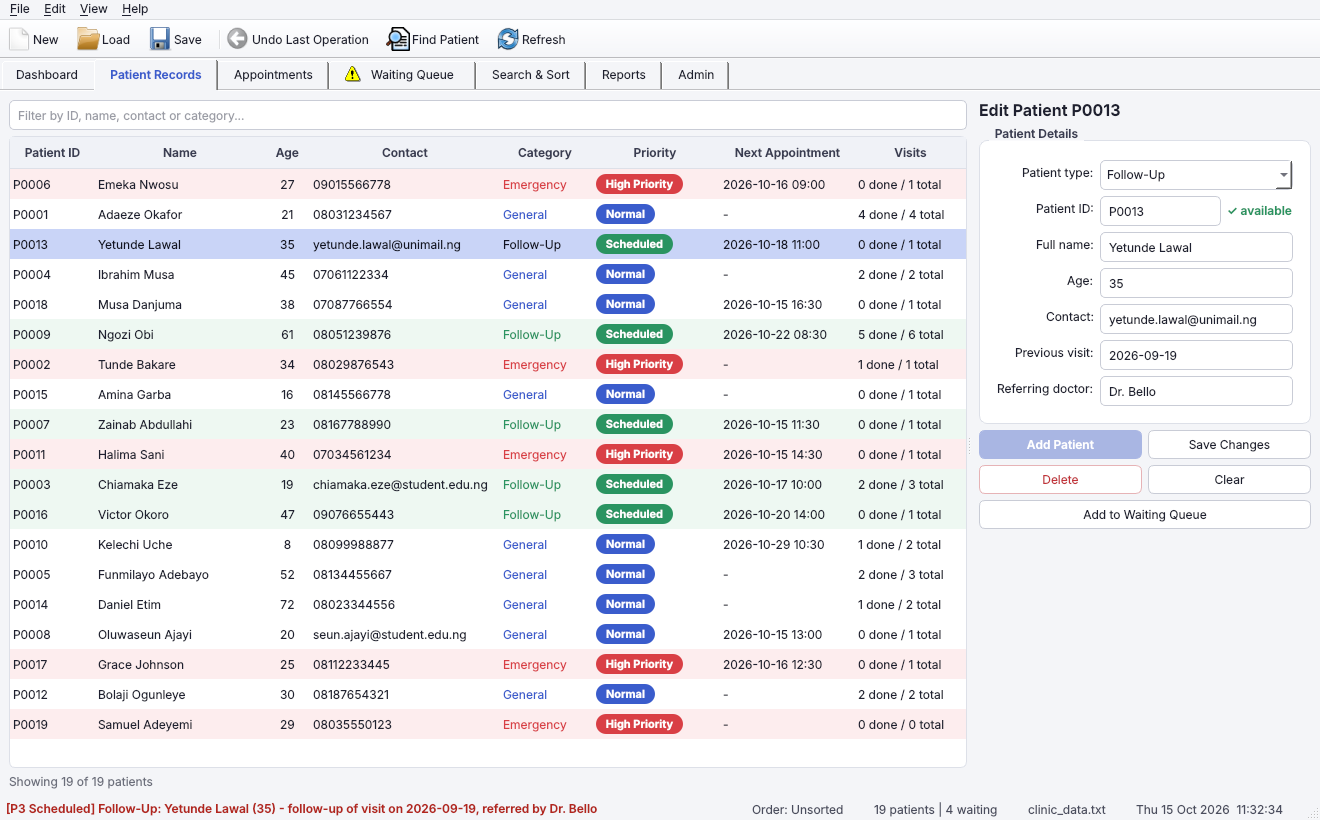 File Edit View Help
New Load Save Undo Last Operation Find Patient Refresh
Dashboard Patient Records Appointments Waiting Queue Search & Sort Reports Admin
Filter by ID, name, contact or category...
Patient ID Name Age Contact Category Priority Next Appointment Visits
P0006 Emeka Nwosu 27 09015566778 Emergency High Priority 2026-10-16 09:00 0 done / 1 total
P0001 Adaeze Okafor 21 08031234567 General Normal - 4 done / 4 total
P0013 Yetunde Lawal 35 yetunde.lawal@unimail.ng Follow-Up Scheduled 2026-10-18 11:00 0 done / 1 total
P0004 Ibrahim Musa 45 07061122334 General Normal - 2 done / 2 total
P0018 Musa Danjuma 38 07087766554 General Normal 2026-10-15 16:30 0 done / 1 total
P0009 Ngozi Obi 61 08051239876 Follow-Up Scheduled 2026-10-22 08:30 5 done / 6 total
P0002 Tunde Bakare 34 08029876543 Emergency High Priority - 1 done / 1 total
P0015 Amina Garba 16 08145566778 General Normal - 0 done / 1 total
P0007 Zainab Abdullahi 23 08167788990 Follow-Up Scheduled 2026-10-15 11:30 0 done / 1 total
P0011 Halima Sani 40 07034561234 Emergency High Priority 2026-10-15 14:30 0 done / 1 total
P0003 Chiamaka Eze 19 chiamaka.eze@student.edu.ng Follow-Up Scheduled 2026-10-17 10:00 2 done / 3 total
P0016 Victor Okoro 47 09076655443 Follow-Up Scheduled 2026-10-20 14:00 0 done / 1 total
P0010 Kelechi Uche 8 08099988877 General Normal 2026-10-29 10:30 1 done / 2 total
P0005 Funmilayo Adebayo 52 08134455667 General Normal - 2 done / 3 total
P0014 Daniel Etim 72 08023344556 General Normal - 1 done / 2 total
P0008 Oluwaseun Ajayi 20 seun.ajayi@student.edu.ng General Normal 2026-10-15 13:00 0 done / 1 total
P0017 Grace Johnson 25 08112233445 Emergency High Priority 2026-10-16 12:30 0 done / 1 total
P0012 Bolaji Ogunleye 30 08187654321 General Normal - 2 done / 2 total
P0019 Samuel Adeyemi 29 08035550123 Emergency High Priority - 0 done / 0 total
Showing 19 of 19 patients
Edit Patient P0013
Patient Details
Patient type: Follow-Up
Patient ID: P0013 ✓ available
Full name: Yetunde Lawal
Age: 35
Contact: yetunde.lawal@unimail.ng
Previous visit: 2026-09-19
Referring doctor: Dr. Bello
Add Patient Save Changes
Delete Clear
Add to Waiting Queue
[P3 Scheduled] Follow-Up: Yetunde Lawal (35) - follow-up of visit on 2026-09-19, referred by Dr. Bello Order: Unsorted 19 patients | 4 waiting clinic_data.txt Thu 15 Oct 2026 11:32:34